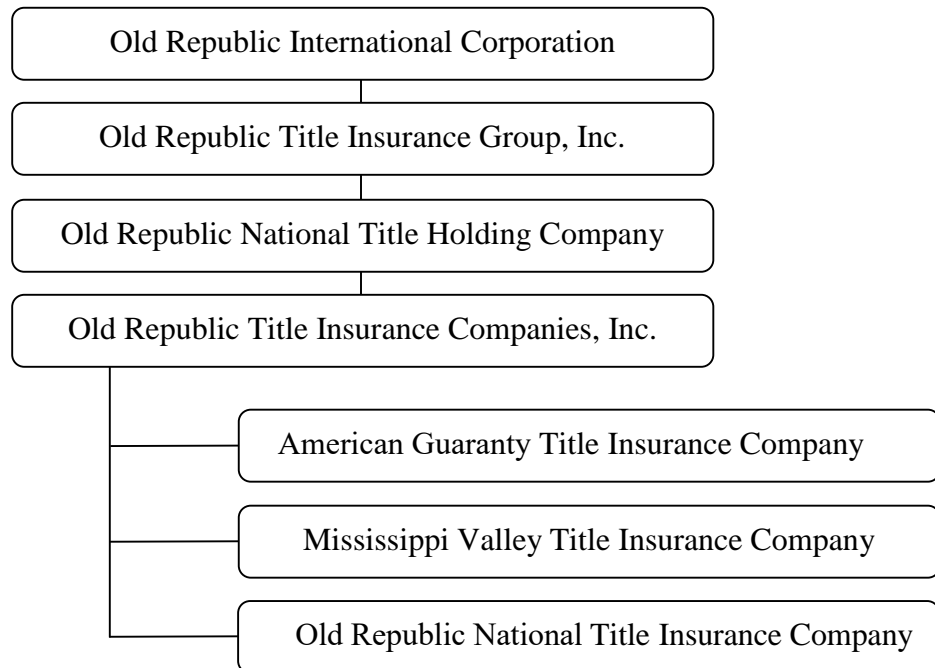 Old Republic International Corporation
Old Republic Title Insurance Group, Inc.
Old Republic National Title Holding Company
Old Republic Title Insurance Companies, Inc.
American Guaranty Title Insurance Company
Mississippi Valley Title Insurance Company
Old Republic National Title Insurance Company